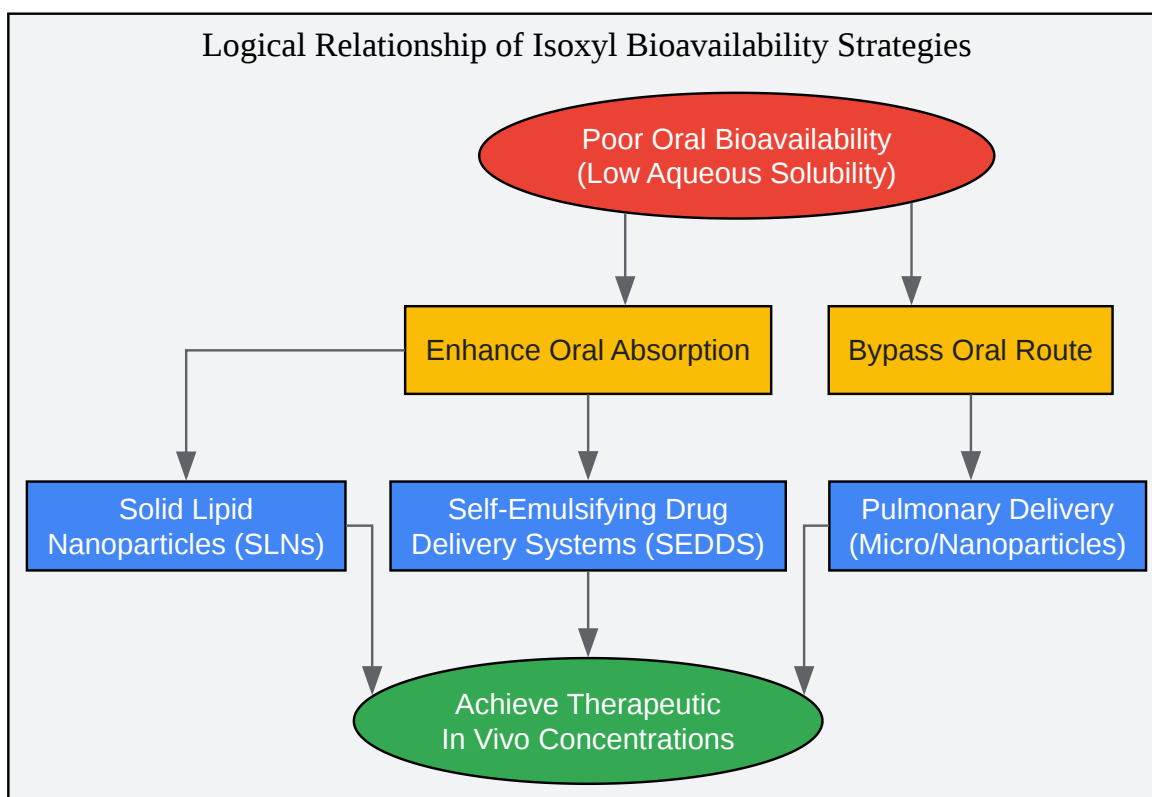 Logical Relationship of Isoxyl Bioavailability Strategies
Poor Oral Bioavailability
(Low Aqueous Solubility)
Enhance Oral Absorption
Bypass Oral Route
Solid Lipid
Nanoparticles (SLNs)
Self-Emulsifying Drug
Delivery Systems (SEDDS)
Pulmonary Delivery
(Micro/Nanoparticles)
Achieve Therapeutic
In Vivo Concentrations